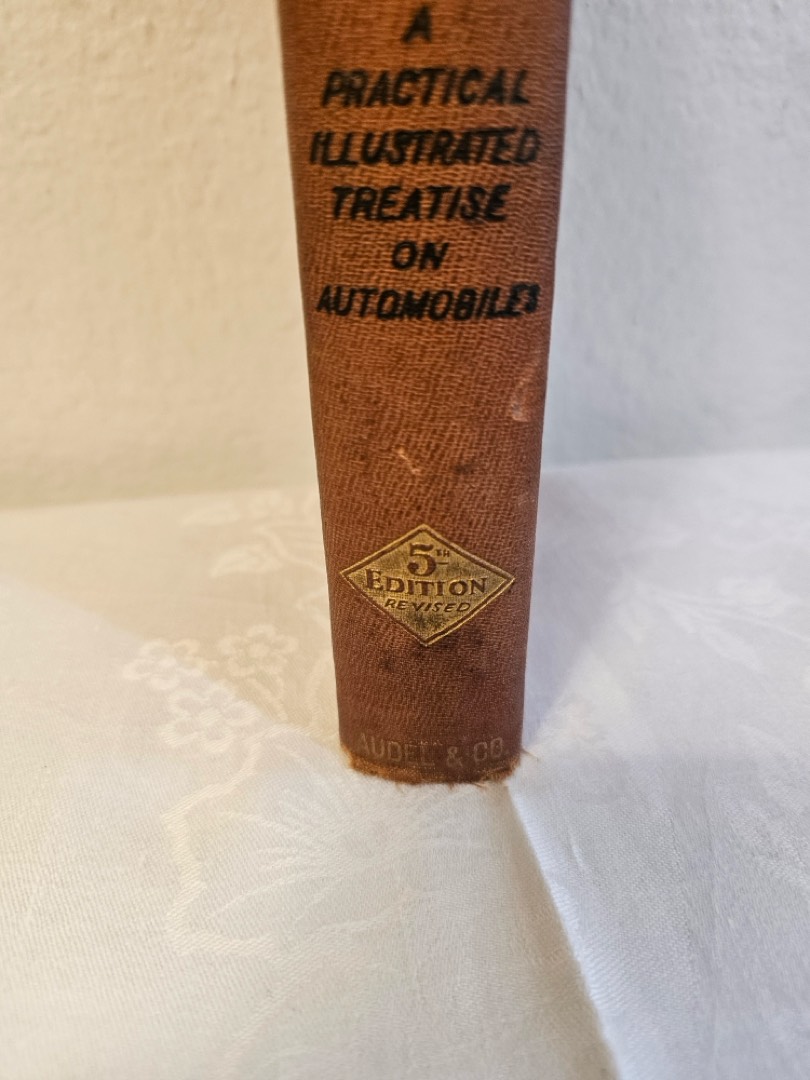 A
PRACTICAL
ILLUSTRATED
TREATISE
ON
AUTOMOBILES
5TH
EDITION
REVISED
AUDEL & CO.